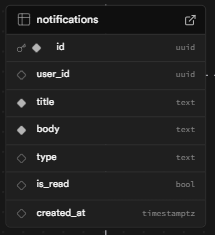 notifications
id uuid
user_id uuid
title text
body text
type text
is_read bool
created_at timestamptz